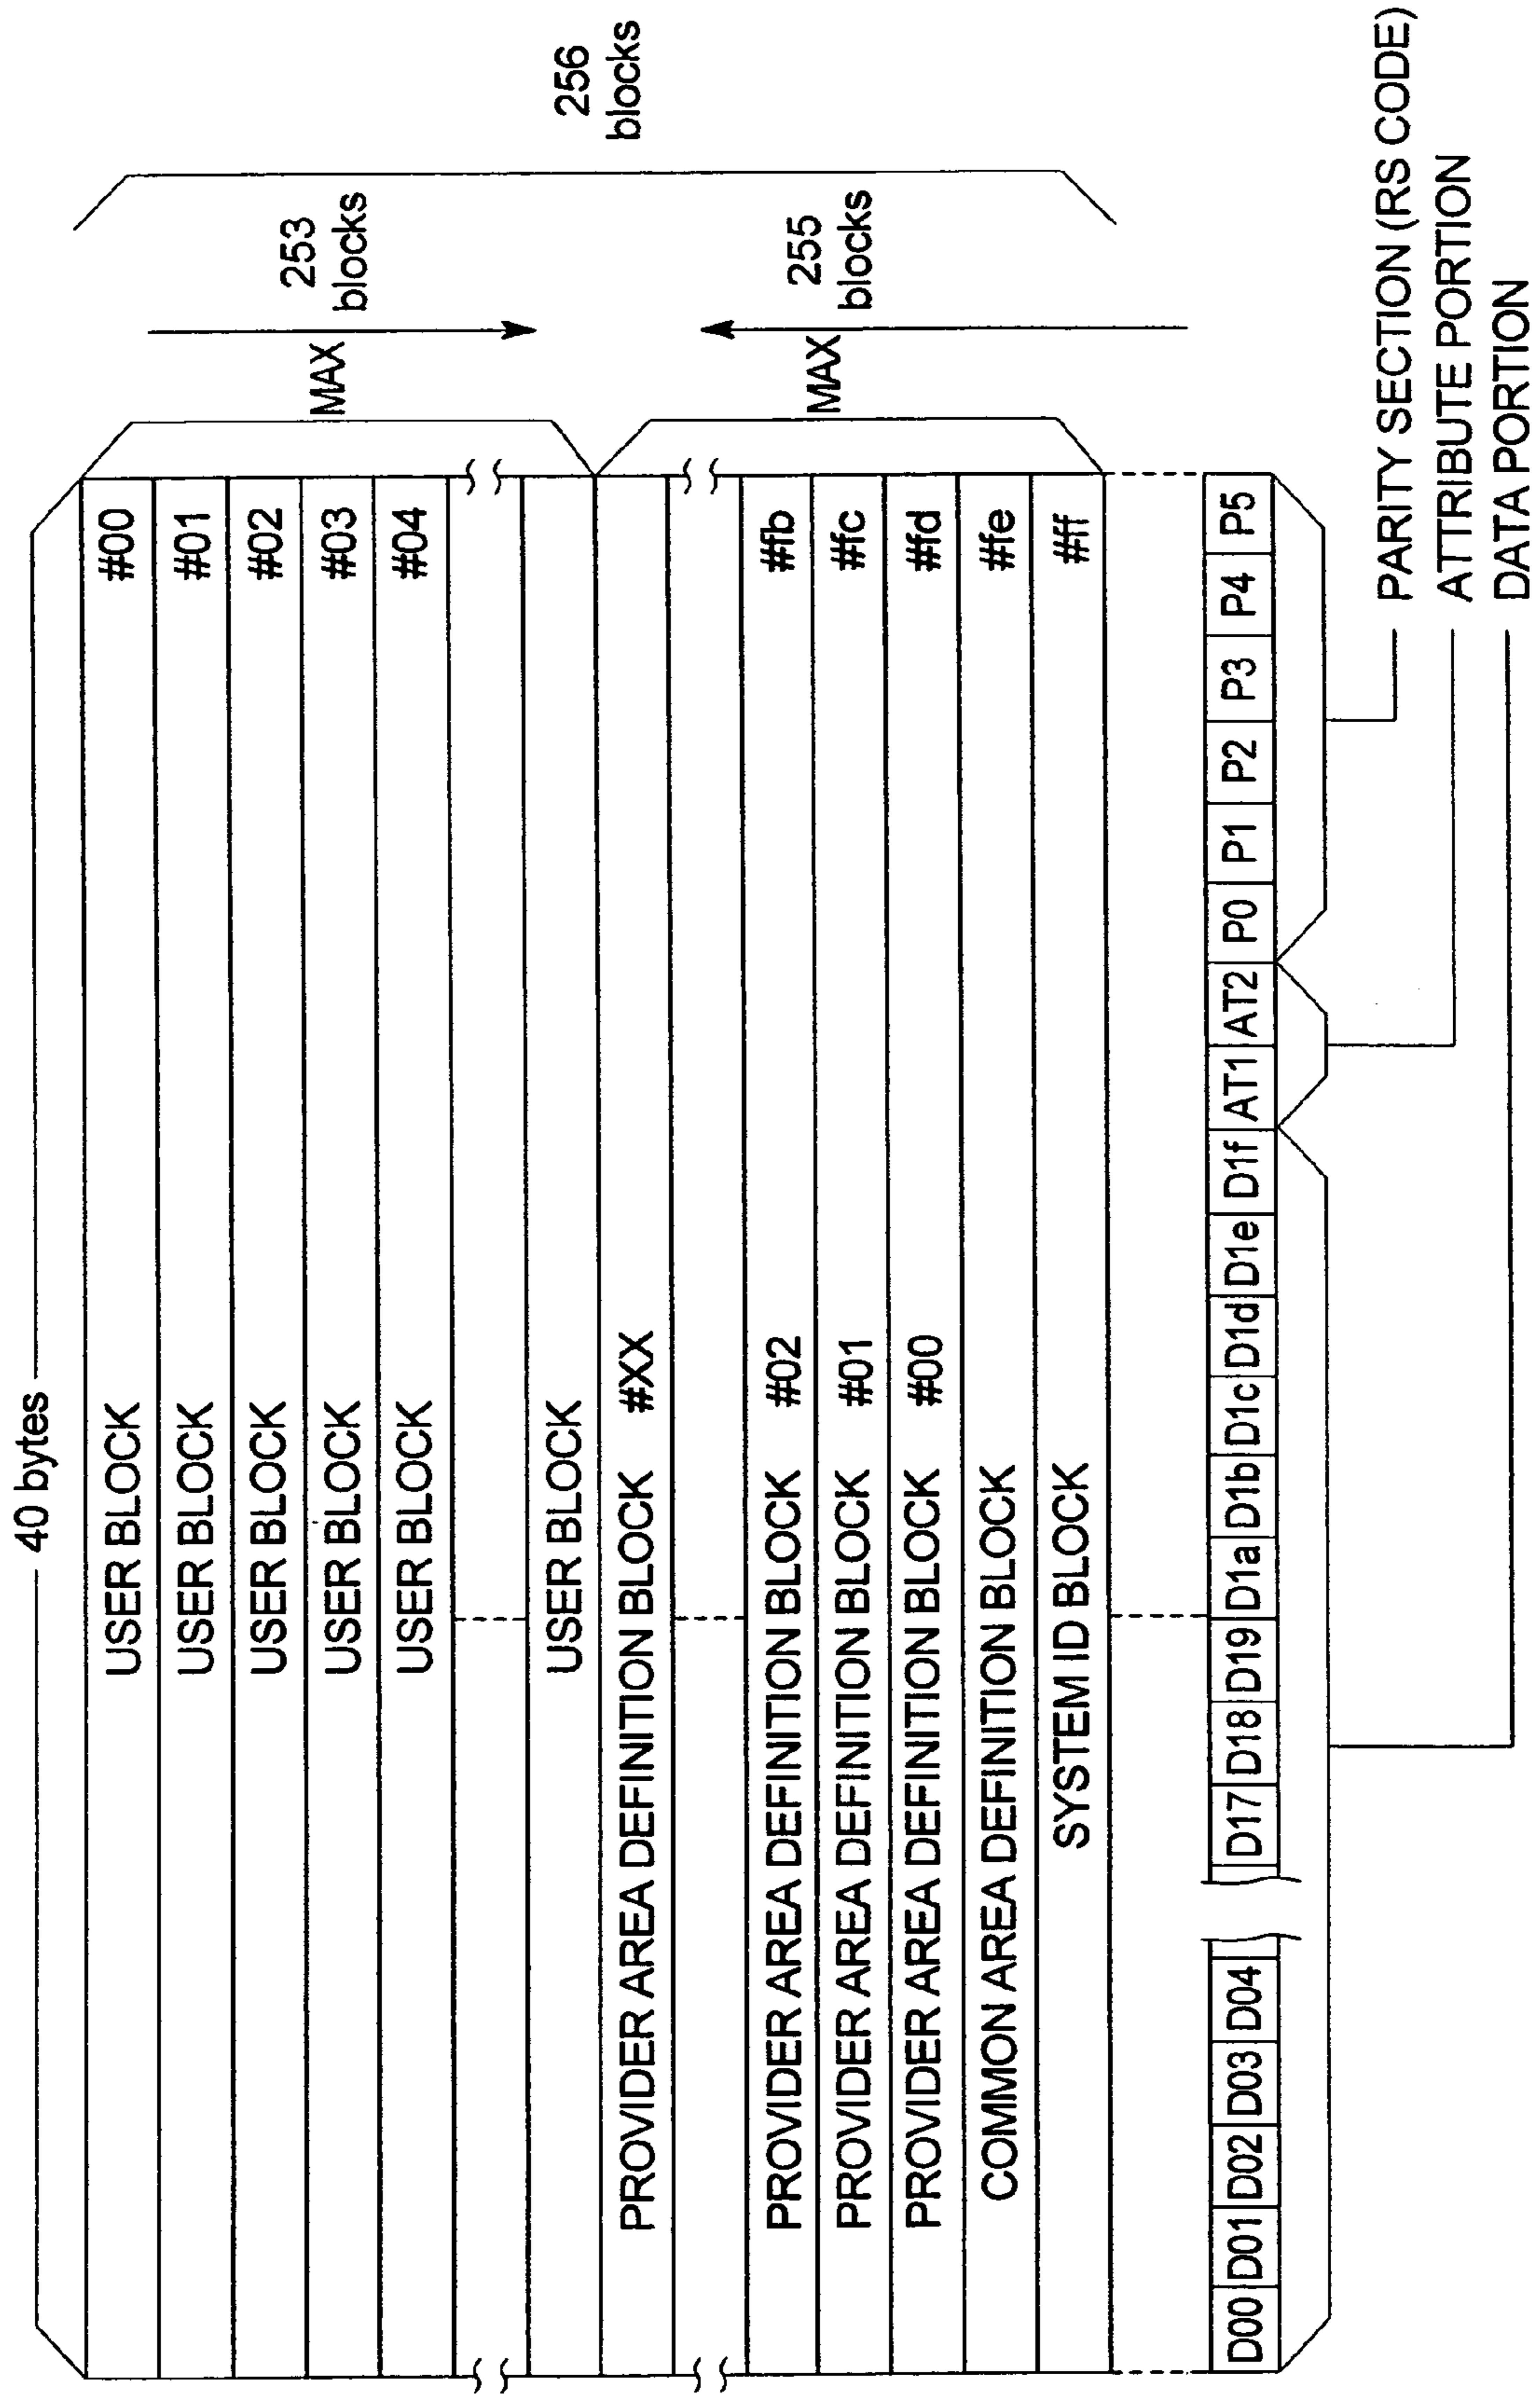 40 bytes
USER BLOCK #00
USER BLOCK #01
USER BLOCK #02
USER BLOCK #03
USER BLOCK #04
USER BLOCK
PROVIDER AREA DEFINITION BLOCK #XX
PROVIDER AREA DEFINITION BLOCK #02 #fb
PROVIDER AREA DEFINITION BLOCK #01 #fc
PROVIDER AREA DEFINITION BLOCK #00 #fd
COMMON AREA DEFINITION BLOCK #fe
SYSTEM ID BLOCK #ff
MAX 253
blocks
MAX 255
blocks
256
blocks
D00 D01 D02 D03 D04 D17 D18 D19 D1a D1b D1c D1d D1e D1f AT1 AT2 P0 P1 P2 P3 P4 P5
PARITY SECTION (RS CODE)
ATTRIBUTE PORTION
DATA PORTION